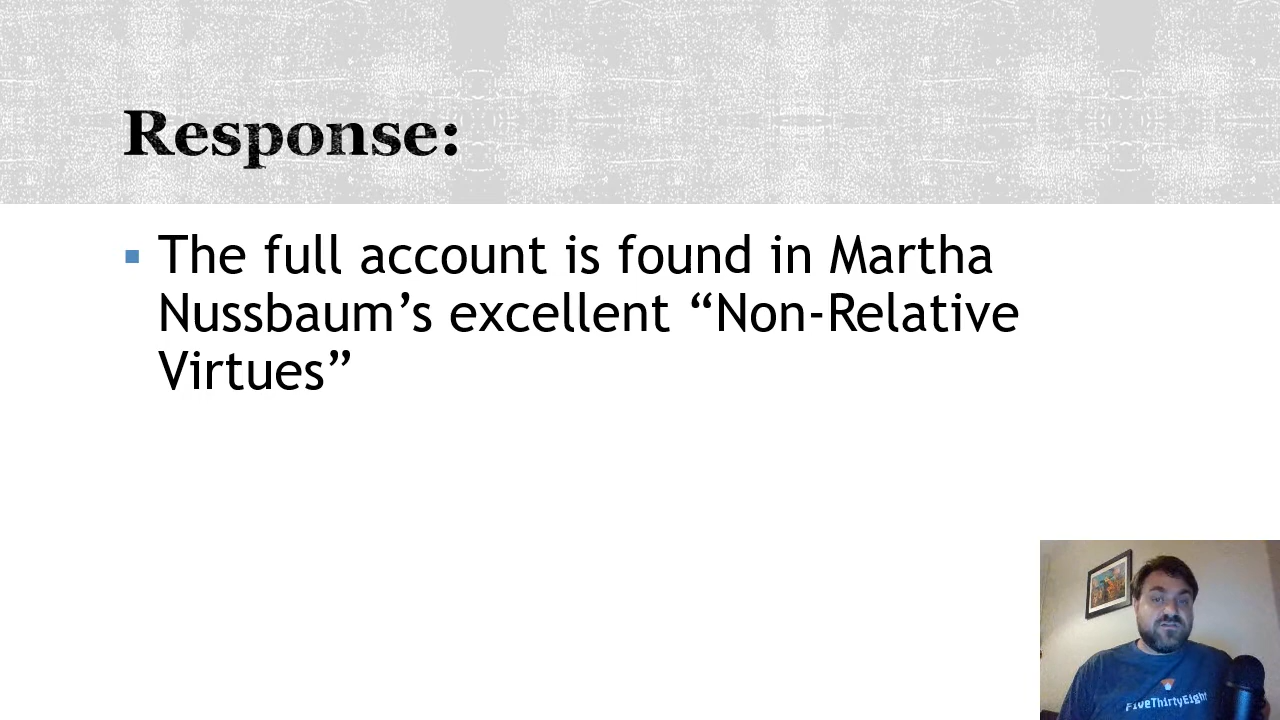 Response:
The full account is found in Martha
Nussbaum’s excellent “Non-Relative
Virtues”
FiveThirtyEight